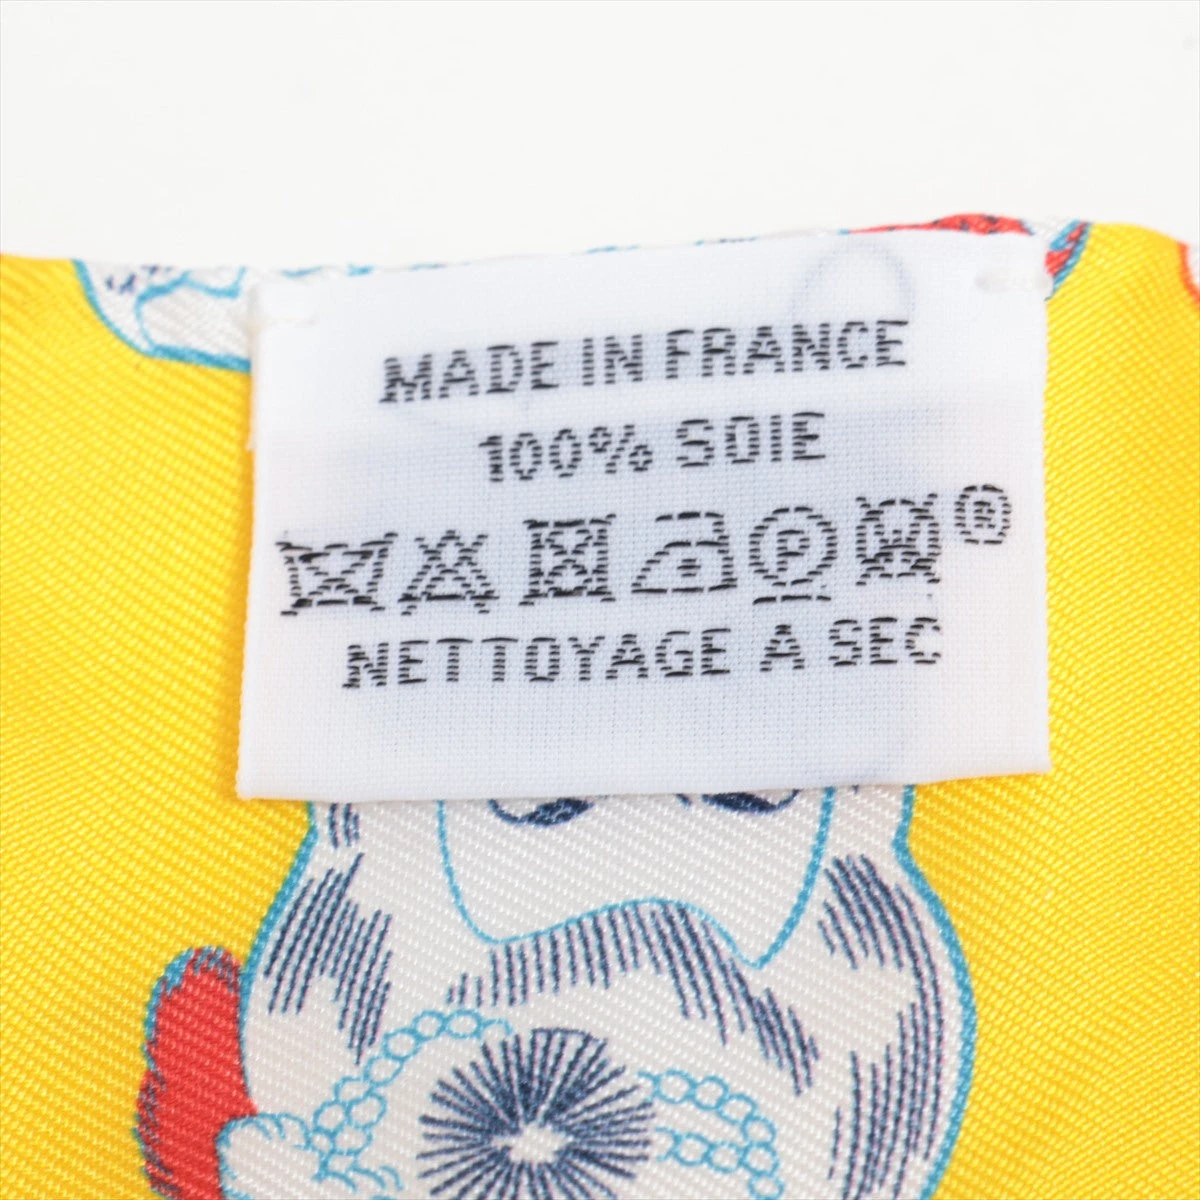 MADE IN FRANCE
100% SOIE
P ®
NETTOYAGE A SEC